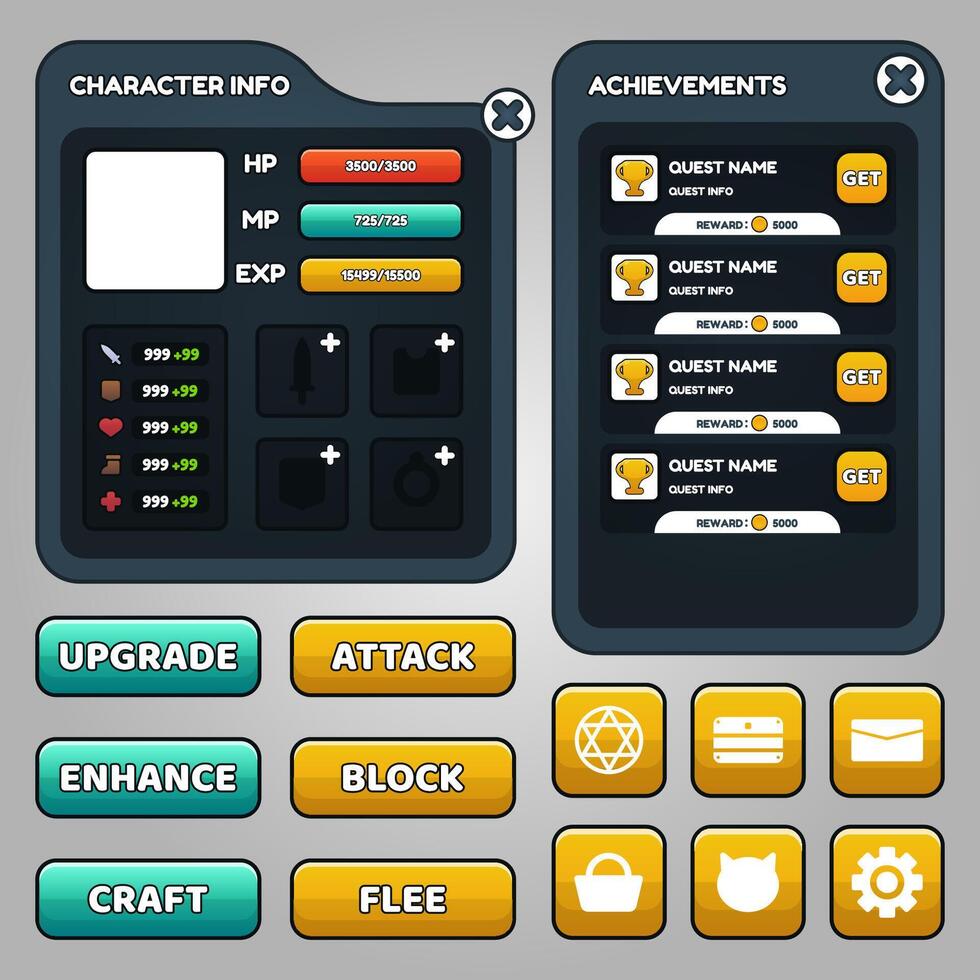 CHARACTER INFO
HP 3500/3500
MP 725/725
EXP 15499/15500
999 +99
999 +99
999 +99
999 +99
999 +99
ACHIEVEMENTS
QUEST NAME
QUEST INFO
GET
REWARD: 5000
QUEST NAME
QUEST INFO
GET
REWARD: 5000
QUEST NAME
QUEST INFO
GET
REWARD: 5000
QUEST NAME
QUEST INFO
GET
REWARD: 5000
UPGRADE
ATTACK
ENHANCE
BLOCK
CRAFT
FLEE